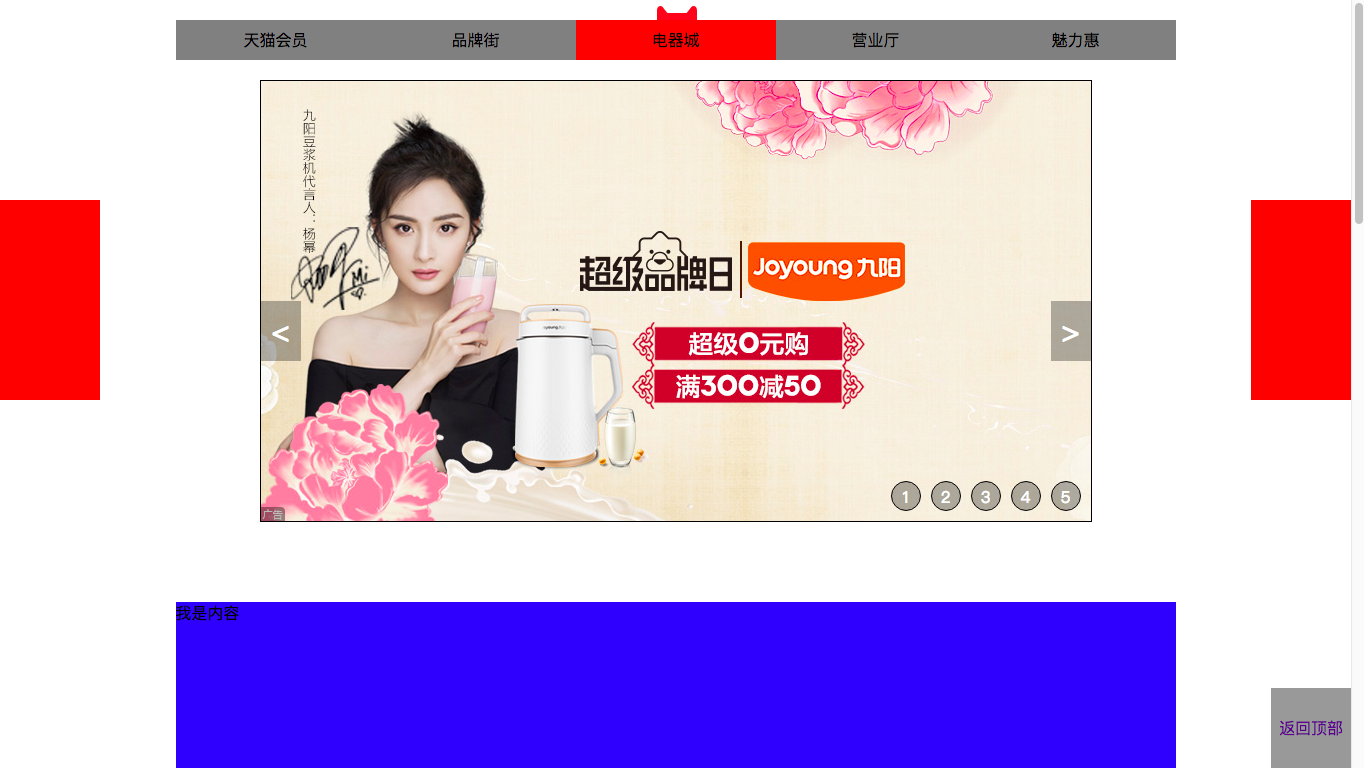 天猫会员
品牌街
电器城
营业厅
魅力惠
九阳豆浆机代言人：杨幂
超级品牌日
Joyoung 九阳
Joyoung
超级0元购
满300减50
<
>
1 2 3 4 5
广告
我是内容
返回顶部